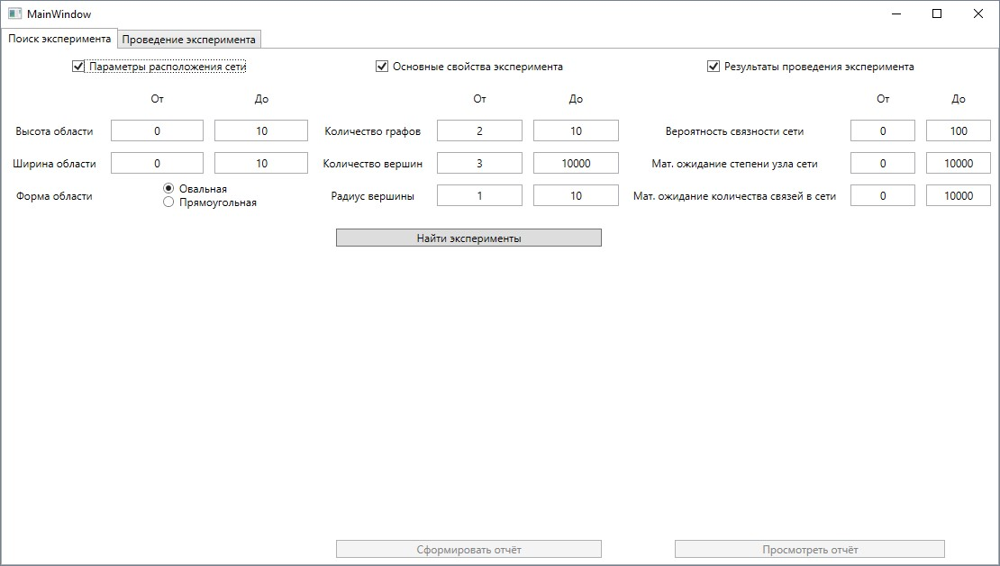 MainWindow
Поиск эксперимента Проведение эксперимента
Параметры расположения сети Основные свойства эксперимента Результаты проведения эксперимента
От До От До От До
Высота области 0 10 Количество графов 2 10 Вероятность связности сети 0 100
Ширина области 0 10 Количество вершин 3 10000 Мат. ожидание степени узла сети 0 10000
Форма области Овальная Радиус вершины 1 10 Мат. ожидание количества связей в сети 0 10000
Прямоугольная
Найти эксперименты
Сформировать отчёт Просмотреть отчёт